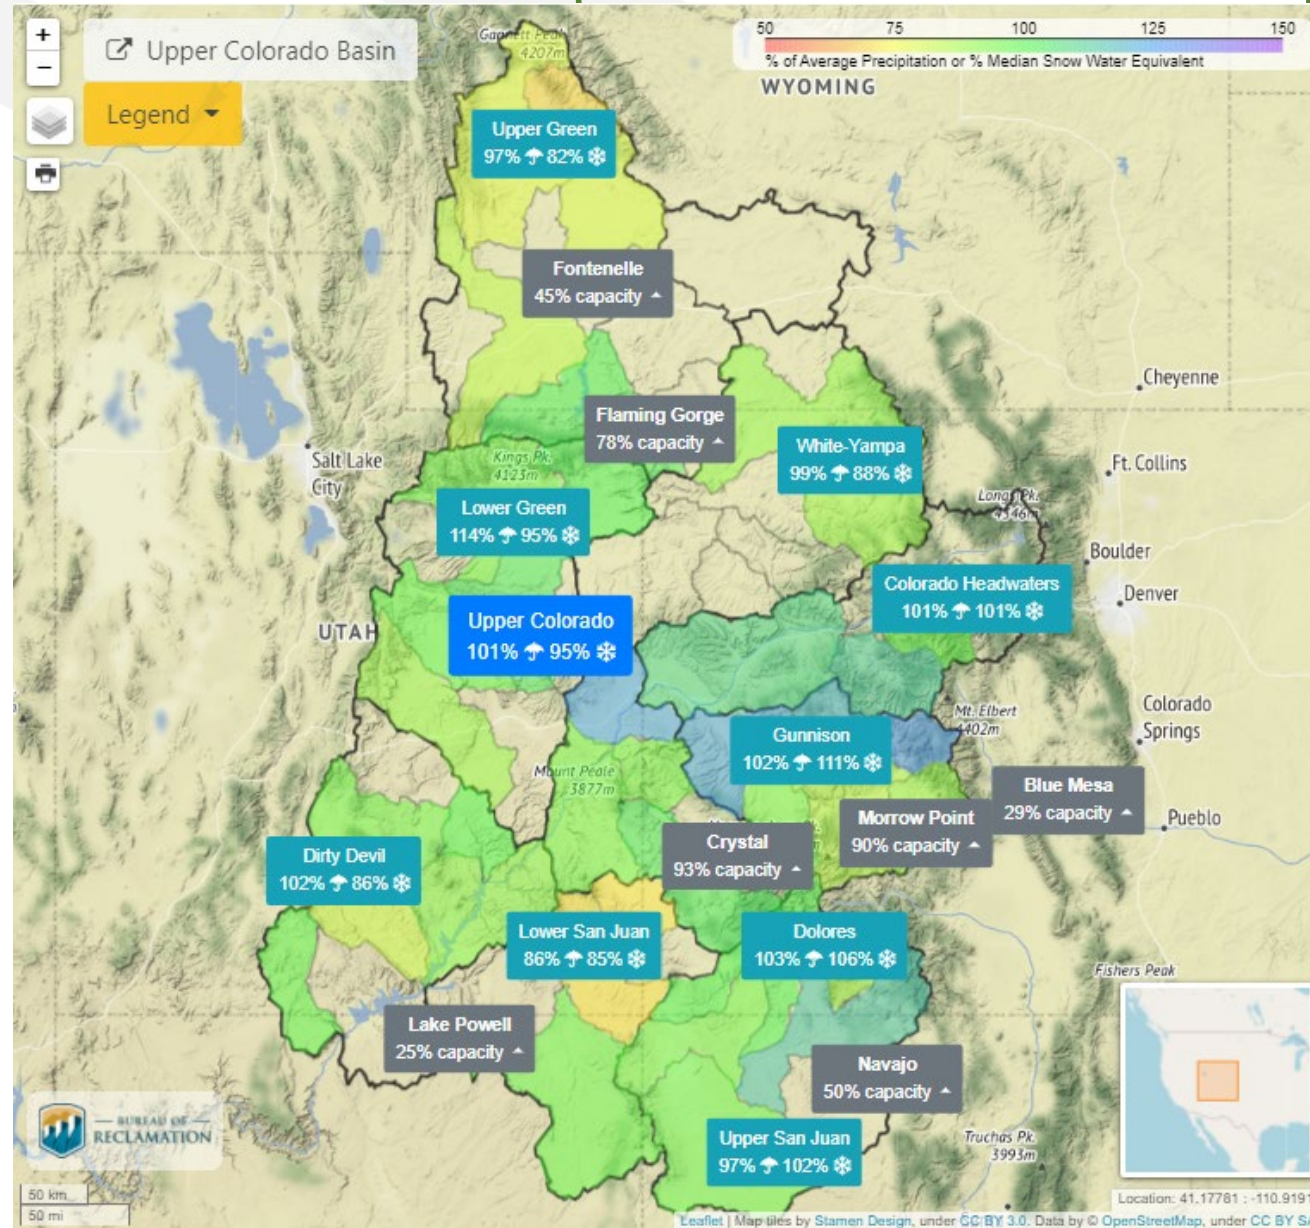 +
−
Upper Colorado Basin
Legend
50 75 100 125 150
% of Average Precipitation or % Median Snow Water Equivalent
WYOMING
Gannett Peak
4207m
Upper Green
97% 82%
Fontenelle
45% capacity
Cheyenne
Flaming Gorge
78% capacity
White-Yampa
99% 88%
Salt Lake
City
Kings Pk.
4123m
Ft. Collins
Longs Pk.
4346m
Lower Green
114% 95%
Boulder
Colorado Headwaters
101% 101%
Denver
UTAH
Upper Colorado
101% 95%
Mt. Elbert
4402m
Colorado
Springs
Gunnison
102% 111%
Mount Peale
3877m
Blue Mesa
29% capacity
Morrow Point
90% capacity
Pueblo
Crystal
93% capacity
Dirty Devil
102% 86%
Lower San Juan
86% 85%
Dolores
103% 106%
Fishers Peak
Lake Powell
25% capacity
Navajo
50% capacity
BUREAU OF
RECLAMATION
Upper San Juan
97% 102%
Truchas Pk.
3993m
50 km
50 mi
Location: 41.17781 : -110.9191
Leaflet | Map tiles by Stamen Design, under CC BY 3.0. Data by © OpenStreetMap, under CC BY